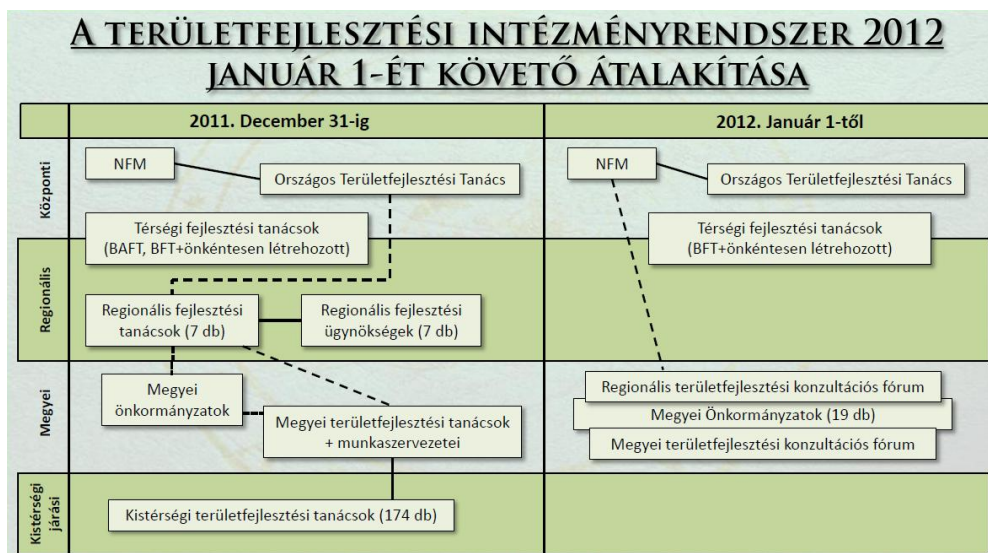 A TERÜLETFEJLESZTÉSI INTÉZMÉNYRENDSZER 2012
JANUÁR 1-ÉT KÖVETŐ ÁTALAKÍTÁSA
2011. December 31-ig
2012. Január 1-től
Központi
NFM
Országos Területfejlesztési Tanács
Térségi fejlesztési tanácsok
(BAFT, BFT+önkéntesen létrehozott)
NFM
Országos Területfejlesztési Tanács
Térségi fejlesztési tanácsok
(BFT+önkéntesen létrehozott)
Regionális
Regionális fejlesztési
tanácsok (7 db)
Regionális fejlesztési
ügynökségek (7 db)
Megyei
Megyei
önkormányzatok
Megyei területfejlesztési tanácsok
+ munkaszervezetei
Regionális területfejlesztési konzultációs fórum
Megyei Önkormányzatok (19 db)
Megyei területfejlesztési konzultációs fórum
Kistérségi
járási
Kistérségi területfejlesztési tanácsok (174 db)